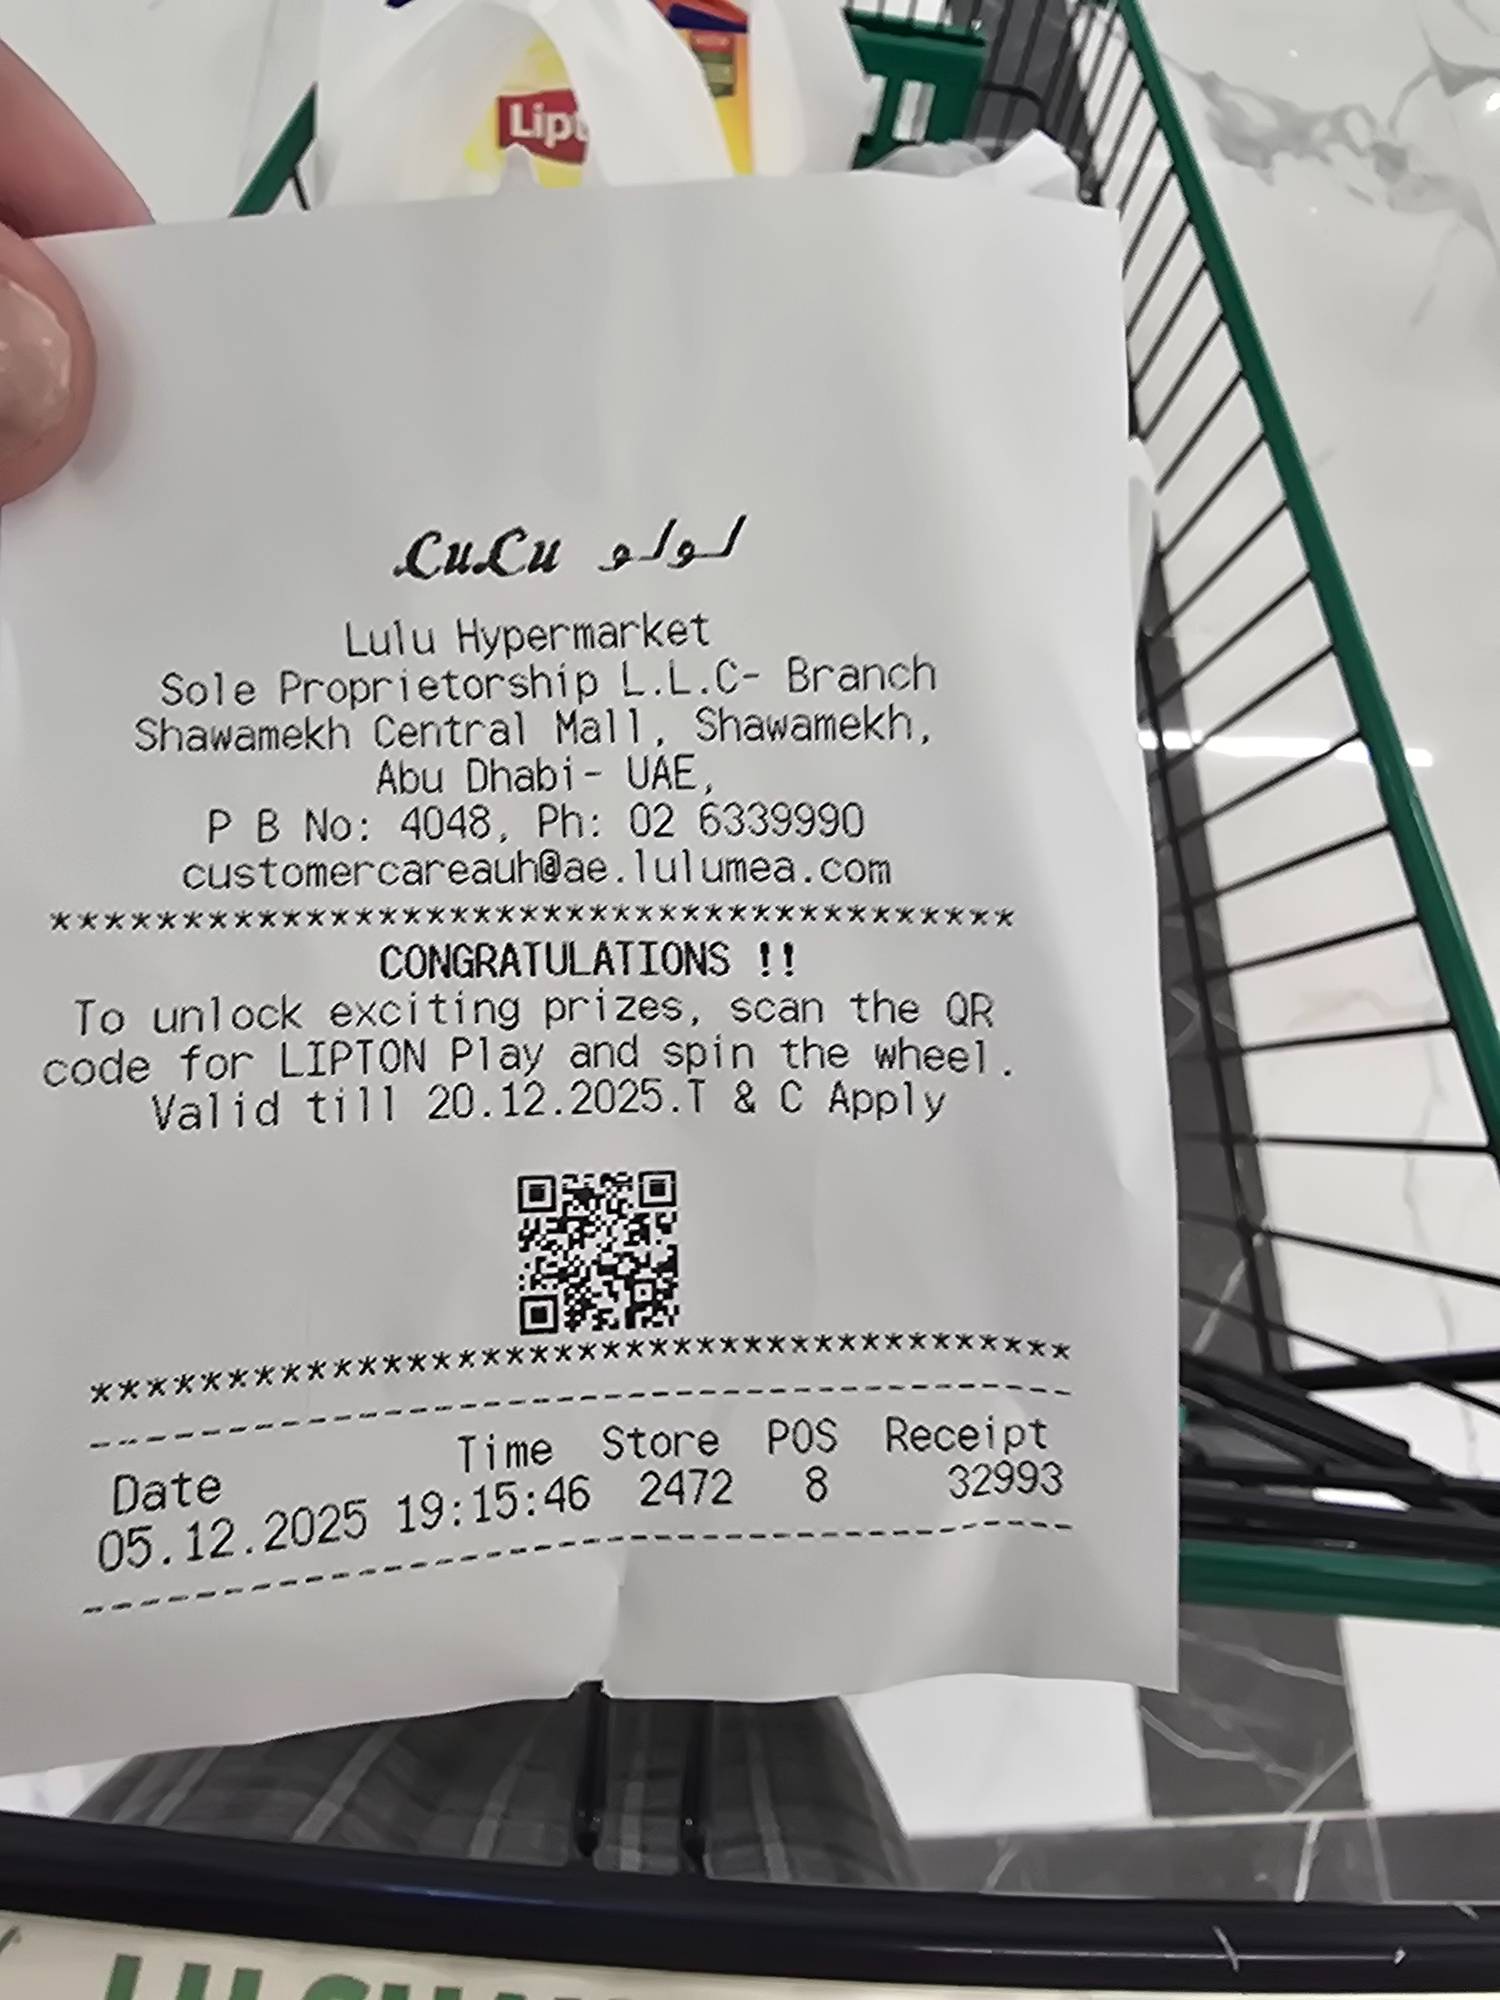 Lulu لولو
Lulu Hypermarket
Sole Proprietorship L.L.C- Branch
Shawamekh Central Mall, Shawamekh,
Abu Dhabi- UAE,
P B No: 4048, Ph: 02 6339990
customercareauh@ae.lulumea.com
****************************************
CONGRATULATIONS !!
To unlock exciting prizes, scan the QR
code for LIPTON Play and spin the wheel.
Valid till 20.12.2025.T & C Apply
****************************************
Date Time Store POS Receipt
05.12.2025 19:15:46 2472 8 32993